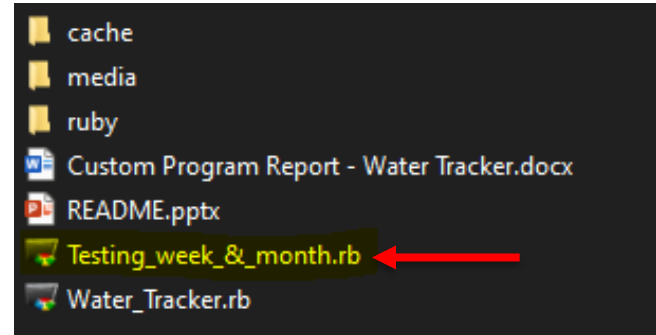 cache
media
ruby
Custom Program Report - Water Tracker.docx
README.pptx
Testing_week_&_month.rb
Water_Tracker.rb